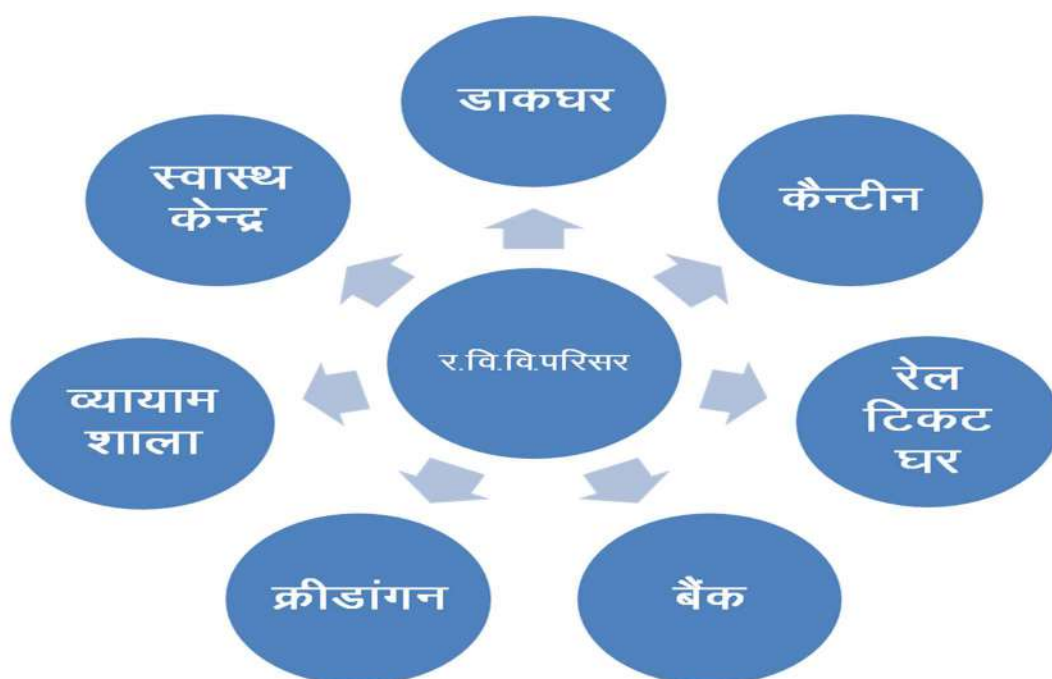 डाकघर
कैन्टीन
रेल
टिकट
घर
बैंक
क्रीडांगन
व्यायाम
शाला
स्वास्थ
केन्द्र
र.वि.वि.परिसर